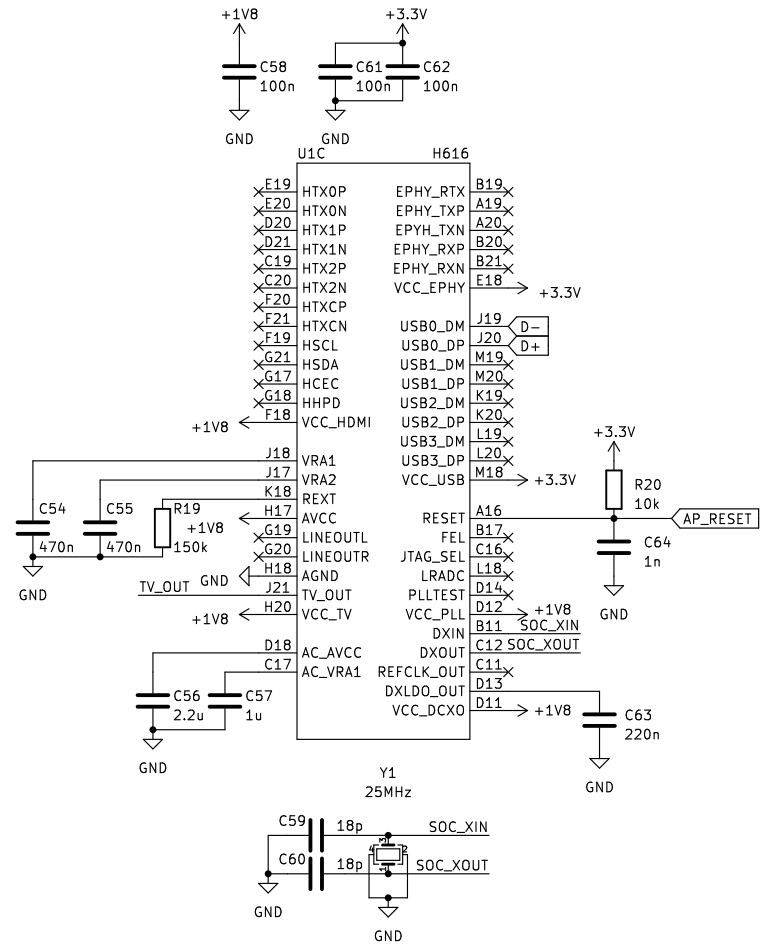 +1V8
+3.3V
C58
100n
C61
100n
C62
100n
GND
GND
U1C
H616
E19 HTX0P
E20 HTX0N
D20 HTX1P
D21 HTX1N
C19 HTX2P
C20 HTX2N
F20 HTXCP
F21 HTXCN
F19 HSCL
G21 HSDA
G17 HCEC
G18 HHPD
+1V8 F18 VCC_HDMI
J18 VRA1
J17 VRA2
K18 REXT
+1V8 H17 AVCC
G19 LINEOUTL
G20 LINEOUTR
GND H18 AGND
TV_OUT J21 TV_OUT
+1V8 H20 VCC_TV
D18 AC_AVCC
C17 AC_VRA1
EPHY_RTX B19
EPHY_TXP A19
EPYH_TXN A20
EPHY_RXP B20
EPHY_RXN B21
VCC_EPHY E18 +3.3V
USB0_DM J19 D-
USB0_DP J20 D+
USB1_DM M19
USB1_DP M20
USB2_DM K19
USB2_DP K20
USB3_DM L19
USB3_DP L20
VCC_USB M18 +3.3V
RESET A16 AP_RESET
FEL B17
JTAG_SEL C16
LRADC L18
PLLTEST D14
VCC_PLL D12 +1V8
DXIN B11 SOC_XIN
DXOUT C12 SOC_XOUT
REFCLK_OUT C11
DXLDO_OUT D13
VCC_DCXO D11 +1V8
C54
470n
C55
470n
R19
150k
GND
+3.3V
R20
10k
C64
1n
GND
C56
2.2u
C57
1u
GND
C63
220n
GND
Y1
25MHz
C59 18p SOC_XIN
3
4 2
1
C60 18p SOC_XOUT
GND
GND